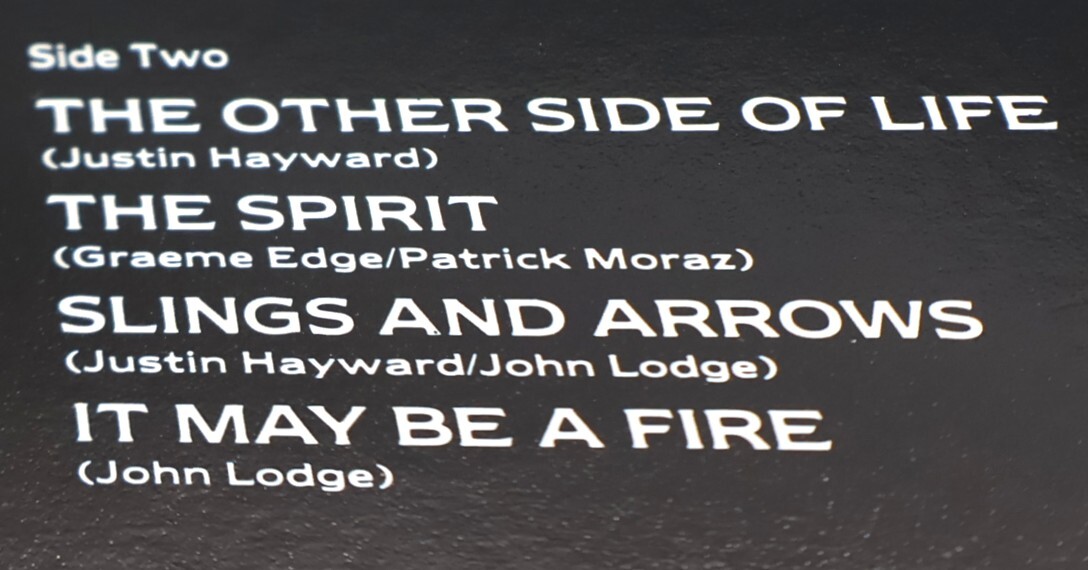 Side Two
THE OTHER SIDE OF LIFE
(Justin Hayward)
THE SPIRIT
(Graeme Edge/Patrick Moraz)
SLINGS AND ARROWS
(Justin Hayward/John Lodge)
IT MAY BE A FIRE
(John Lodge)